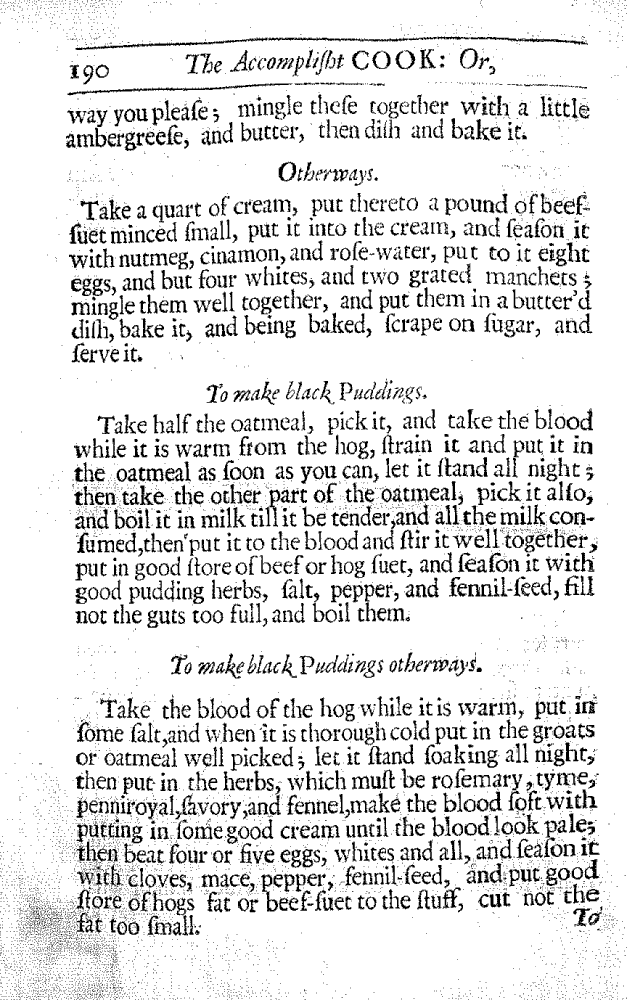 190 The Accompliſht COOK: Or,
way you pleaſe; mingle theſe together with a little
ambergreeſe, and butter, then diſh and bake it.
Otherways.
Take a quart of cream, put thereto a pound of beef-
ſuet minced ſmall, put it into the cream, and ſeaſon it
with nutmeg, cinamon, and roſe-water, put to it eight
eggs, and but four whites, and two grated manchets;
mingle them well together, and put them in a butter'd
diſh, bake it, and being baked, ſcrape on ſugar, and
ſerve it.
To make black Puddings.
Take half the oatmeal, pick it, and take the blood
while it is warm from the hog, ſtrain it and put it in
the oatmeal as ſoon as you can, let it ſtand all night;
then take the other part of the oatmeal, pick it alſo,
and boil it in milk till it be tender, and all the milk con-
ſumed, then put it to the blood and ſtir it well together,
put in good ſtore of beef or hog ſuet, and ſeaſon it with
good pudding herbs, ſalt, pepper, and fennil-ſeed, fill
not the guts too full, and boil them.
To make black Puddings otherways.
Take the blood of the hog while it is warm, put in
ſome ſalt, and when it is thorough cold put in the groats
or oatmeal well picked; let it ſtand ſoaking all night,
then put in the herbs, which muſt be roſemary, tyme,
penniroyal, ſavory, and fennel, make the blood ſoft with
putting in ſome good cream until the blood look pale;
then beat four or five eggs, whites and all, and ſeaſon it
with cloves, mace, pepper, fennil-ſeed, and put good
ſtore of hogs fat or beef-ſuet to the ſtuff, cut not the
fat too ſmall.
To